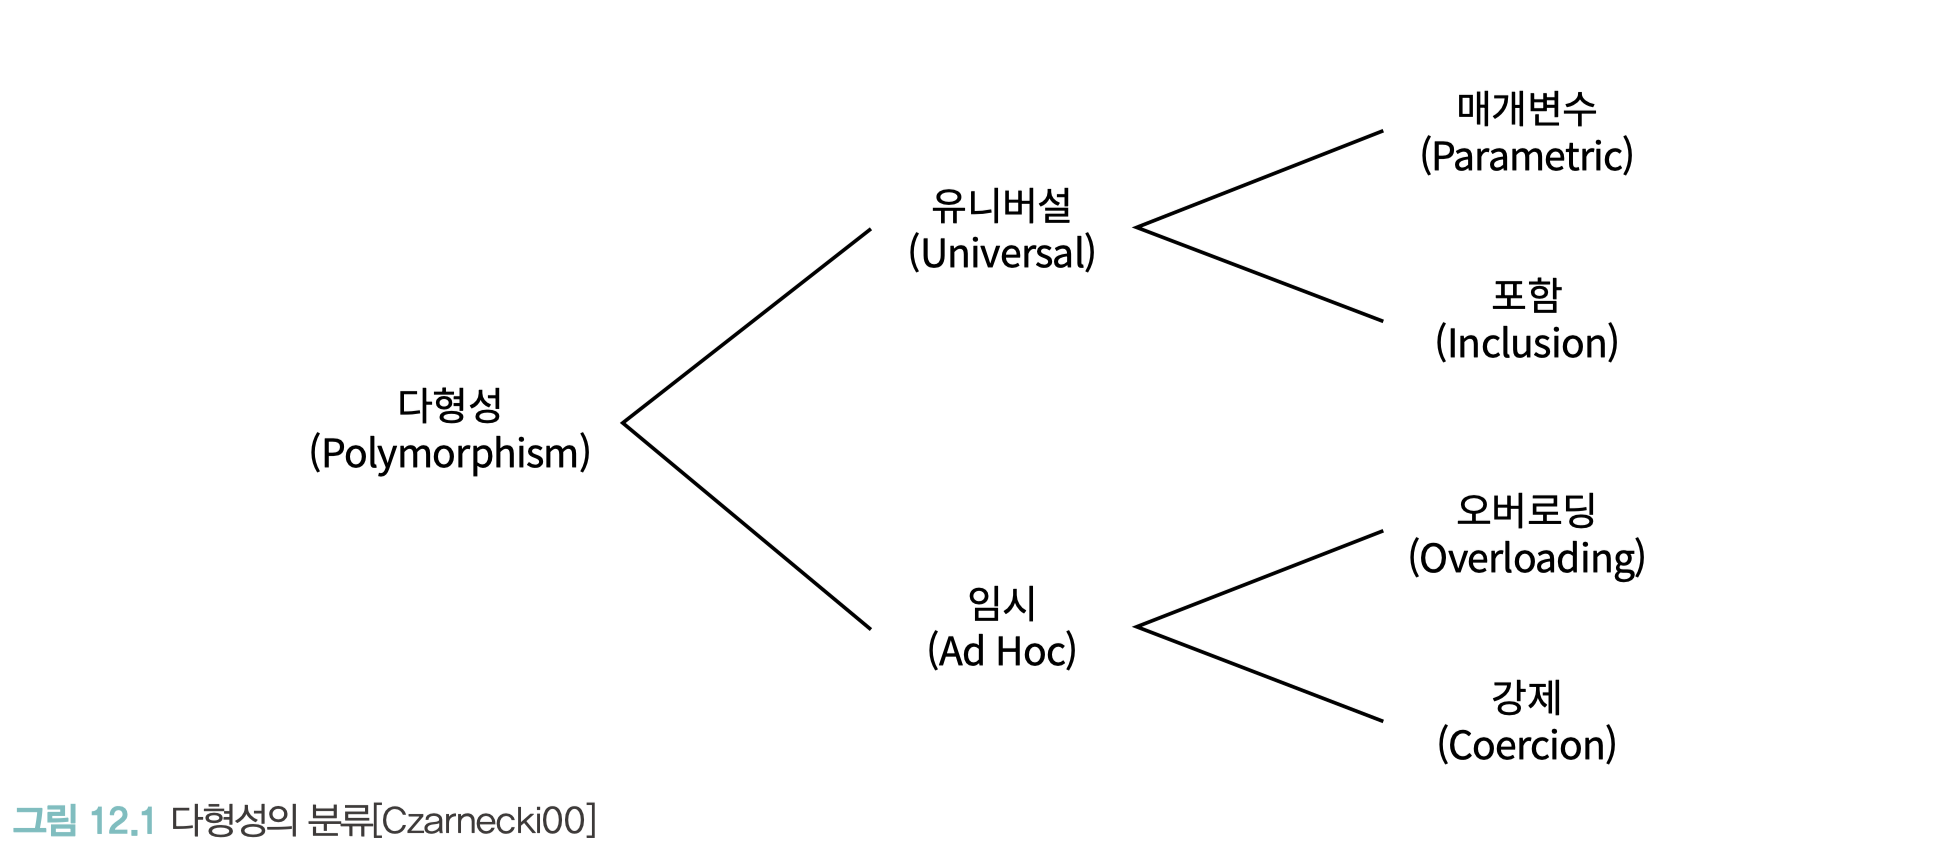 다형성
(Polymorphism)
유니버설
(Universal)
매개변수
(Parametric)
포함
(Inclusion)
임시
(Ad Hoc)
오버로딩
(Overloading)
강제
(Coercion)
그림 12.1 다형성의 분류[Czarnecki00]